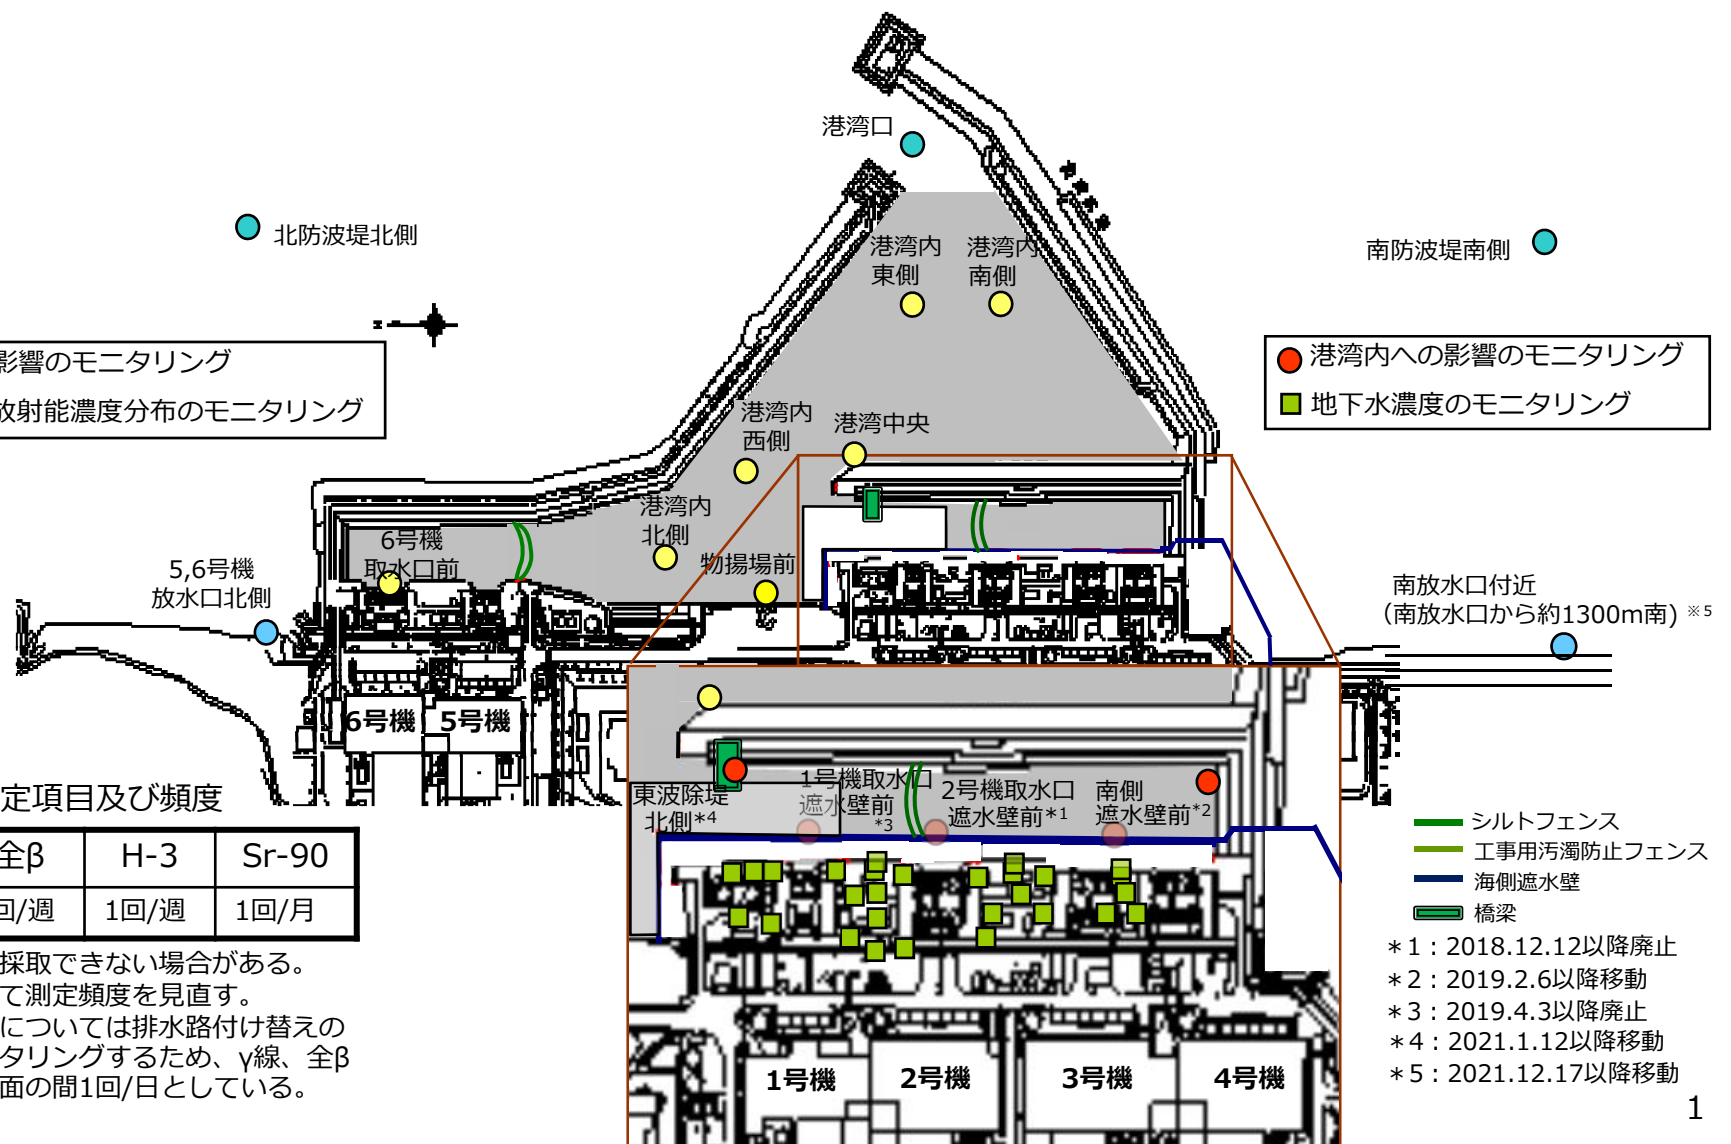 港湾口
北防波堤北側
南防波堤南側
港湾内
東側
港湾内
南側
影響のモニタリング
放射能濃度分布のモニタリング
港湾内への影響のモニタリング
地下水濃度のモニタリング
港湾内
西側
港湾中央
港湾内
北側
6号機
取水口前
物揚場前
5,6号機
放水口北側
南放水口付近
(南放水口から約1300m南) ※5
6号機
5号機
東波除堤
北側*4
1号機取水口
遮水壁前
*3
2号機取水口
遮水壁前*1
南側
遮水壁前*2
定項目及び頻度
全β H-3 Sr-90
回/週 1回/週 1回/月
採取できない場合がある。
て測定頻度を見直す。
については排水路付け替えの
タリングするため、γ線、全β
面の間1回/日としている。
シルトフェンス
工事用汚濁防止フェンス
海側遮水壁
橋梁
*1:2018.12.12以降廃止
*2:2019.2.6以降移動
*3:2019.4.3以降廃止
*4:2021.1.12以降移動
*5:2021.12.17以降移動
1号機
2号機
3号機
4号機
1